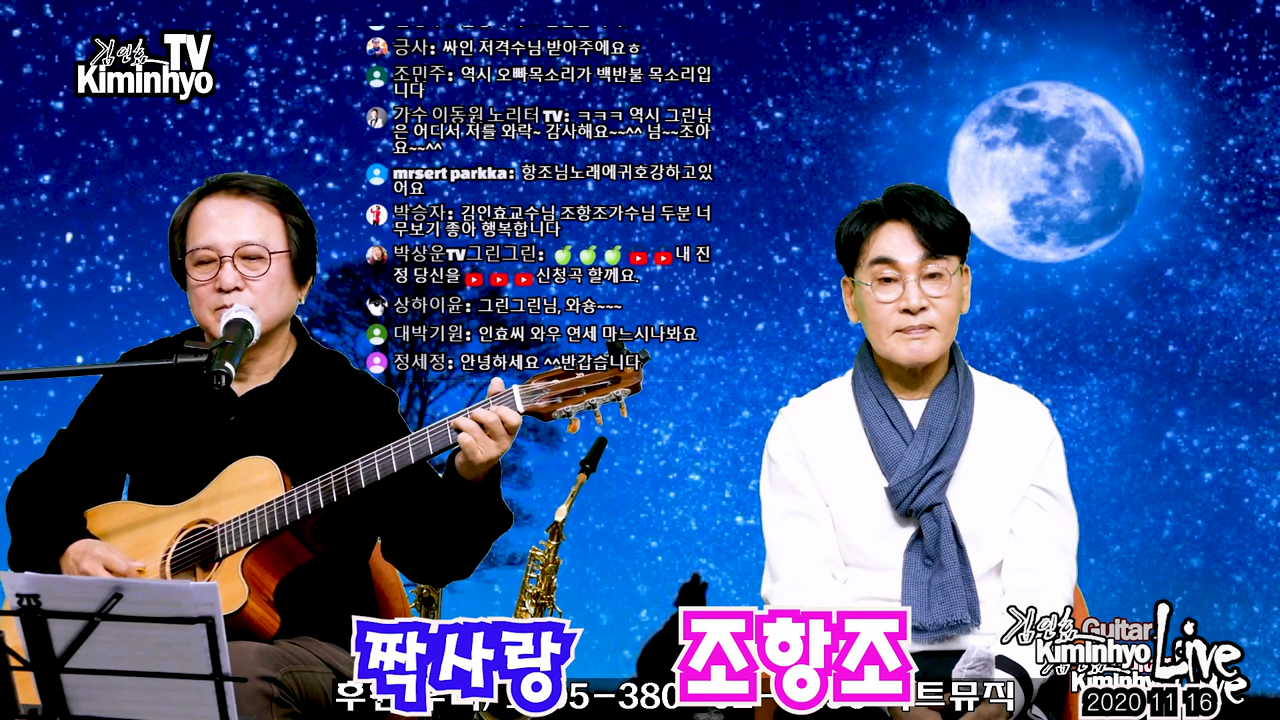 김인효 TV
Kiminhyo
긍사: 싸인 저격수님 받아주에요ㅎ
조민주: 역시 오빠목소리가 백반불 목소리입
니다
가수 이동원 노리터 TV: ㅋㅋㅋ 역시 그린님
은 어디서 저를 와락~ 감사해요~~^^ 넘~~조아
요~~^^
mrsert parkka: 항조님노래에귀호강하고있
어요
박승자: 김인효교수님 조항조가수님 두분 너
무보기 좋아 행복합니다
박상운TV그린그린: 🍏🍏🍏 내 진
정 당신을 신청곡 할께요.
상하이윤: 그린그린님, 와숑~~~
대박기원: 인효씨 와우 연세 마느시나봐요
정세정: 안녕하세요 ^^반갑습니다
짝사랑
조항조
김인효 Guitar
Kiminhyo Live
2020 11 16